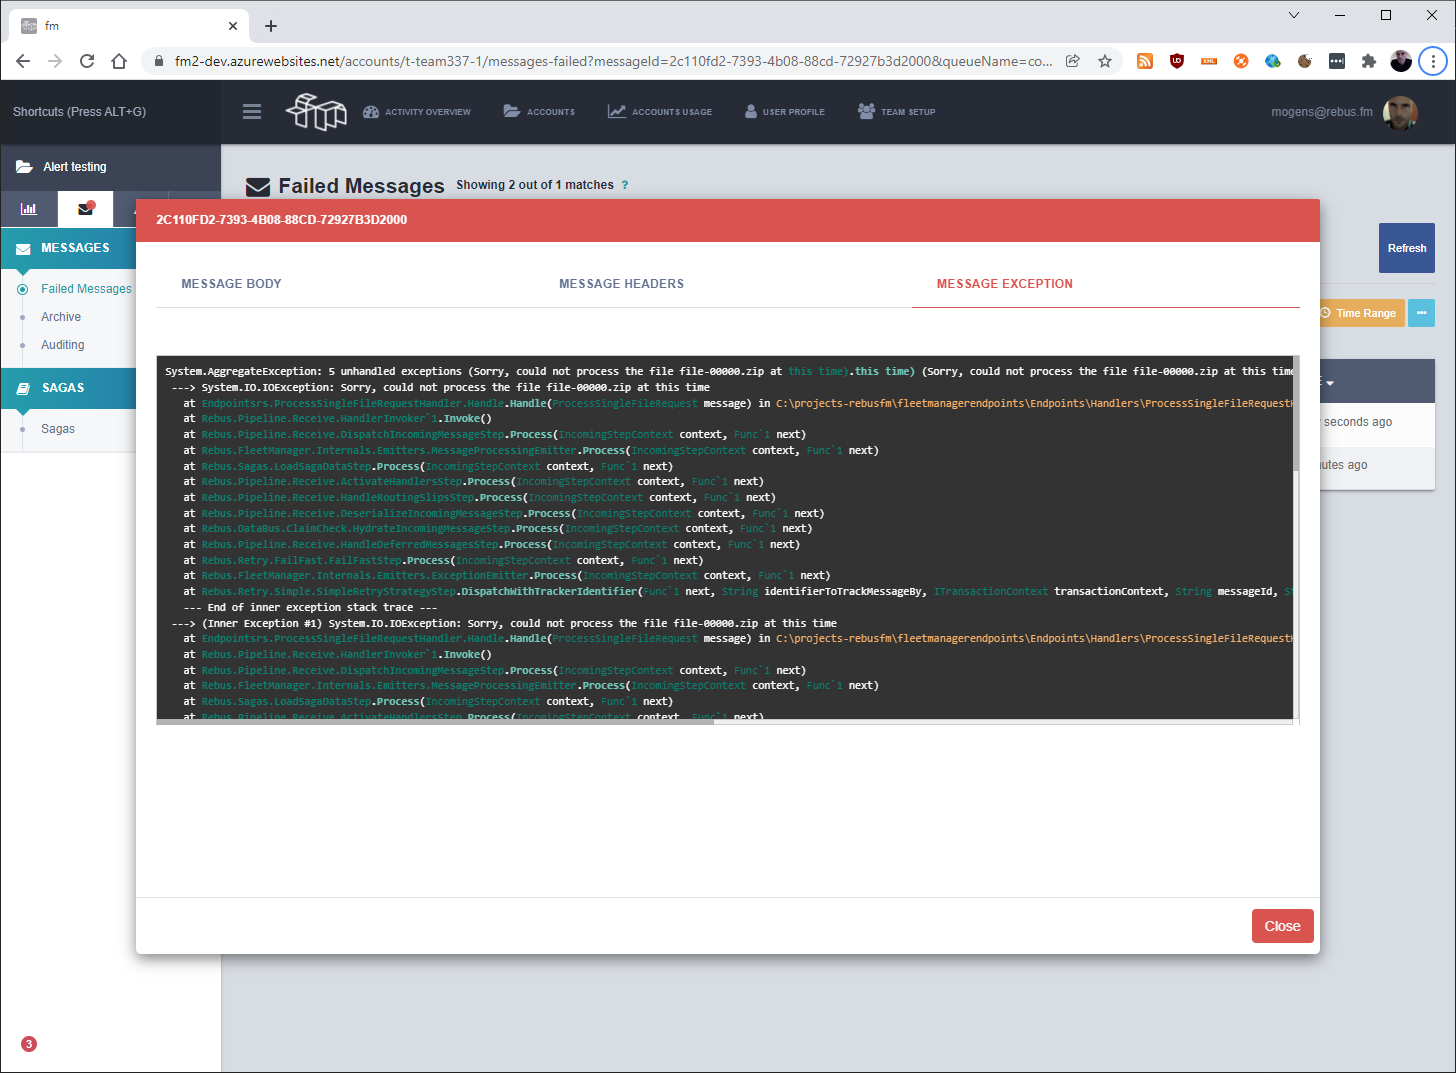 fm
fm2-dev.azurewebsites.net/accounts/t-team337-1/messages-failed?messageId=2c110fd2-7393-4b08-88cd-72927b3d2000&queueName=co...
Shortcuts (Press ALT+G)
ACTIVITY OVERVIEW
ACCOUNTS
ACCOUNTS USAGE
USER PROFILE
TEAM SETUP
mogens@rebus.fm
Alert testing
Failed Messages Showing 2 out of 1 matches ?
2C110FD2-7393-4B08-88CD-72927B3D2000
MESSAGES
Refresh
Failed Messages
Archive
Auditing
SAGAS
Sagas
MESSAGE BODY
MESSAGE HEADERS
MESSAGE EXCEPTION
Time Range
seconds ago
ago
System.AggregateException: 5 unhandled exceptions (Sorry, could not process the file file-00000.zip at this time).this time) (Sorry, could not process the file file-00000.zip at this time
---> System.IO.IOException: Sorry, could not process the file file-00000.zip at this time
at Endpointsrs.ProcessSingleFileRequestHandler.Handle.Handle(ProcessSingleFileRequest message) in C:\projects-rebusfm\fleetmanagerendpoints\Endpoints\Handlers\ProcessSingleFileRequestH
at Rebus.Pipeline.Receive.HandlerInvoker`1.Invoke()
at Rebus.Pipeline.Receive.DispatchIncomingMessageStep.Process(IncomingStepContext context, Func`1 next)
at Rebus.FleetManager.Internals.Emitters.MessageProcessingEmitter.Process(IncomingStepContext context, Func`1 next)
at Rebus.Sagas.LoadSagaDataStep.Process(IncomingStepContext context, Func`1 next)
at Rebus.Pipeline.Receive.ActivateHandlersStep.Process(IncomingStepContext context, Func`1 next)
at Rebus.Pipeline.Receive.HandleRoutingSlipsStep.Process(IncomingStepContext context, Func`1 next)
at Rebus.Pipeline.Receive.DeserializeIncomingMessageStep.Process(IncomingStepContext context, Func`1 next)
at Rebus.DataBus.ClaimCheck.HydrateIncomingMessageStep.Process(IncomingStepContext context, Func`1 next)
at Rebus.Pipeline.Receive.HandleDeferredMessagesStep.Process(IncomingStepContext context, Func`1 next)
at Rebus.Retry.FailFast.FailFastStep.Process(IncomingStepContext context, Func`1 next)
at Rebus.FleetManager.Internals.Emitters.ExceptionEmitter.Process(IncomingStepContext context, Func`1 next)
at Rebus.Retry.Simple.SimpleRetryStrategyStep.DispatchWithTrackerIdentifier(Func`1 next, String identifierToTrackMessageBy, ITransactionContext transactionContext, String messageId, St
--- End of inner exception stack trace ---
---> (Inner Exception #1) System.IO.IOException: Sorry, could not process the file file-00000.zip at this time
at Endpointsrs.ProcessSingleFileRequestHandler.Handle.Handle(ProcessSingleFileRequest message) in C:\projects-rebusfm\fleetmanagerendpoints\Endpoints\Handlers\ProcessSingleFileRequestH
at Rebus.Pipeline.Receive.HandlerInvoker`1.Invoke()
at Rebus.Pipeline.Receive.DispatchIncomingMessageStep.Process(IncomingStepContext context, Func`1 next)
at Rebus.FleetManager.Internals.Emitters.MessageProcessingEmitter.Process(IncomingStepContext context, Func`1 next)
at Rebus.Sagas.LoadSagaDataStep.Process(IncomingStepContext context, Func`1 next)
at Rebus.Pipeline.Receive.ActivateHandlersStep.Process(IncomingStepContext context, Func`1 next)
Close
3